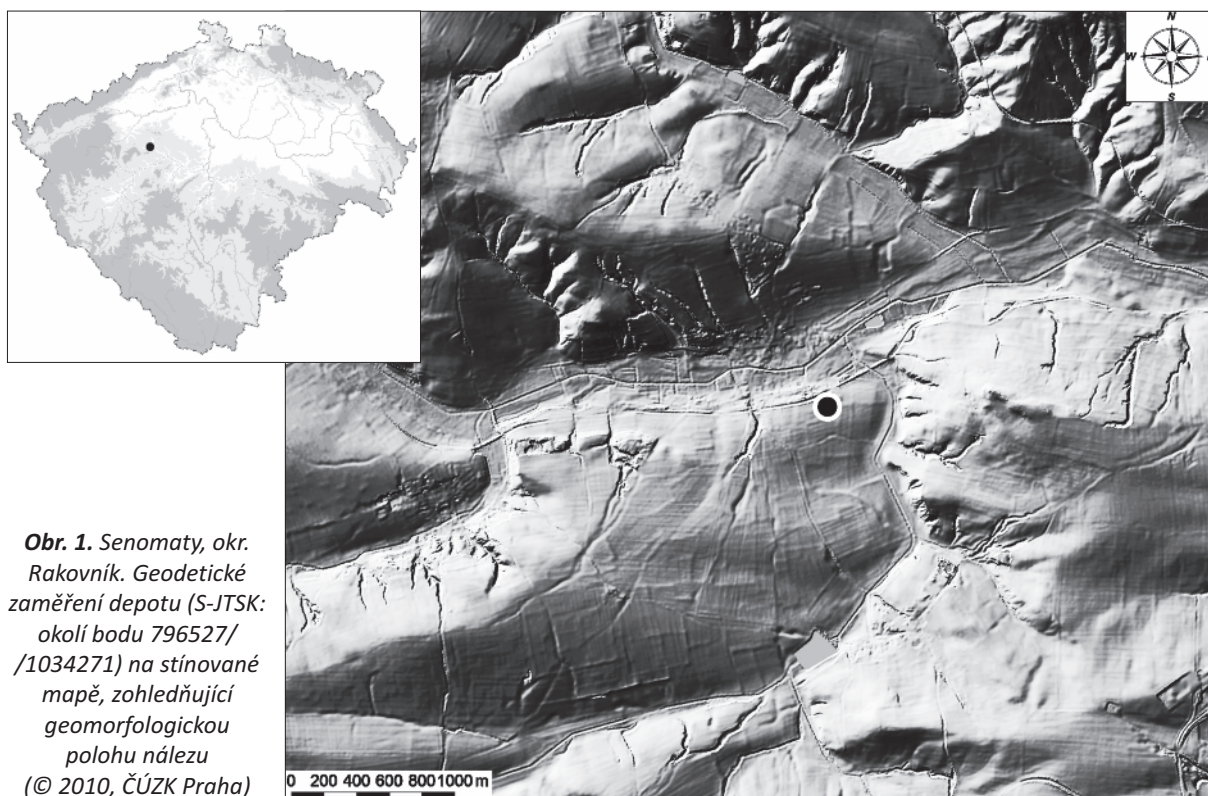 N
W
S
Obr. 1. Senomaty, okr.
Rakovník. Geodetické
zaměření depotu (S-JTSK:
okolí bodu 796527/
/1034271) na stínované
mapě, zohledňující
geomorfologickou
polohu nálezu
(© 2010, ČÚZK Praha)
0 200 400 600 800 1000 m